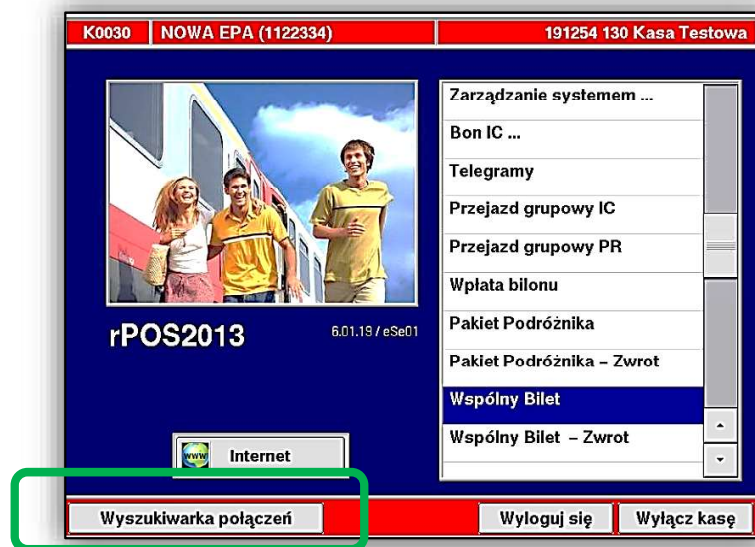 K0030 NOWA EPA (1122334) 191254 130 Kasa Testowa
Zarządzanie systemem ...
Bon IC ...
Telegramy
Przejazd grupowy IC
Przejazd grupowy PR
Wpłata bilonu
Pakiet Podróżnika
Pakiet Podróżnika – Zwrot
Wspólny Bilet
Wspólny Bilet – Zwrot
rPOS2013 6.01.19 / eSe01
www Internet
Wyszukiwarka połączeń Wyloguj się Wyłącz kasę